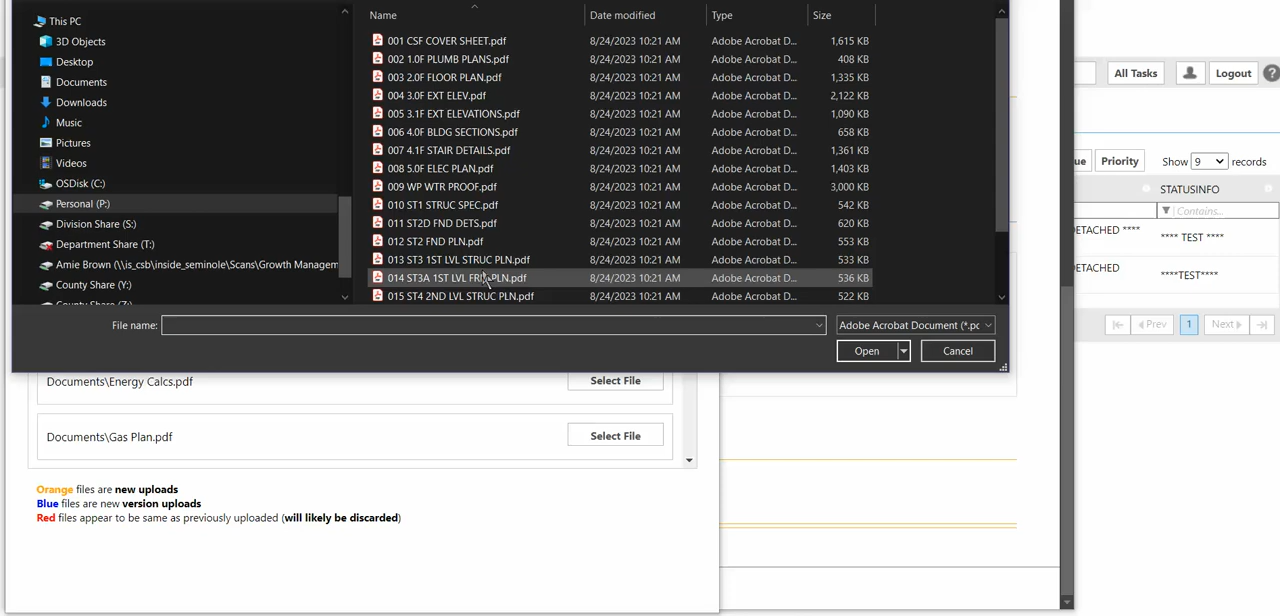 This PC
3D Objects
Desktop
Documents
Downloads
Music
Pictures
Videos
OSDisk (C:)
Personal (P:)
Division Share (S:)
Department Share (T:)
Amie Brown (\\is_csb\inside_seminole\Scans\Growth Managem
County Share (Y:)
County Share (Z:)
Name Date modified Type Size
001 CSF COVER SHEET.pdf 8/24/2023 10:21 AM Adobe Acrobat D... 1,615 KB
002 1.0F PLUMB PLANS.pdf 8/24/2023 10:21 AM Adobe Acrobat D... 408 KB
003 2.0F FLOOR PLAN.pdf 8/24/2023 10:21 AM Adobe Acrobat D... 1,335 KB
004 3.0F EXT ELEV.pdf 8/24/2023 10:21 AM Adobe Acrobat D... 2,122 KB
005 3.1F EXT ELEVATIONS.pdf 8/24/2023 10:21 AM Adobe Acrobat D... 1,090 KB
006 4.0F BLDG SECTIONS.pdf 8/24/2023 10:21 AM Adobe Acrobat D... 658 KB
007 4.1F STAIR DETAILS.pdf 8/24/2023 10:21 AM Adobe Acrobat D... 1,361 KB
008 5.0F ELEC PLAN.pdf 8/24/2023 10:21 AM Adobe Acrobat D... 1,403 KB
009 WP WTR PROOF.pdf 8/24/2023 10:21 AM Adobe Acrobat D... 3,000 KB
010 ST1 STRUC SPEC.pdf 8/24/2023 10:21 AM Adobe Acrobat D... 542 KB
011 ST2D FND DETS.pdf 8/24/2023 10:21 AM Adobe Acrobat D... 620 KB
012 ST2 FND PLN.pdf 8/24/2023 10:21 AM Adobe Acrobat D... 553 KB
013 ST3 1ST LVL STRUC PLN.pdf 8/24/2023 10:21 AM Adobe Acrobat D... 533 KB
014 ST3A 1ST LVL PLN.pdf 8/24/2023 10:21 AM Adobe Acrobat D... 536 KB
015 ST4 2ND LVL STRUC PLN.pdf 8/24/2023 10:21 AM Adobe Acrobat D... 522 KB
File name: Adobe Acrobat Document (*.pc
Open Cancel
Documents\Energy Calcs.pdf Select File
Documents\Gas Plan.pdf Select File
Orange files are new uploads
Blue files are new version uploads
Red files appear to be same as previously uploaded (will likely be discarded)
All Tasks Logout ?
ue Priority Show 9 records
STATUSINFO
Contains...
DETACHED **** **** TEST ****
DETACHED ****TEST****
Prev 1 Next